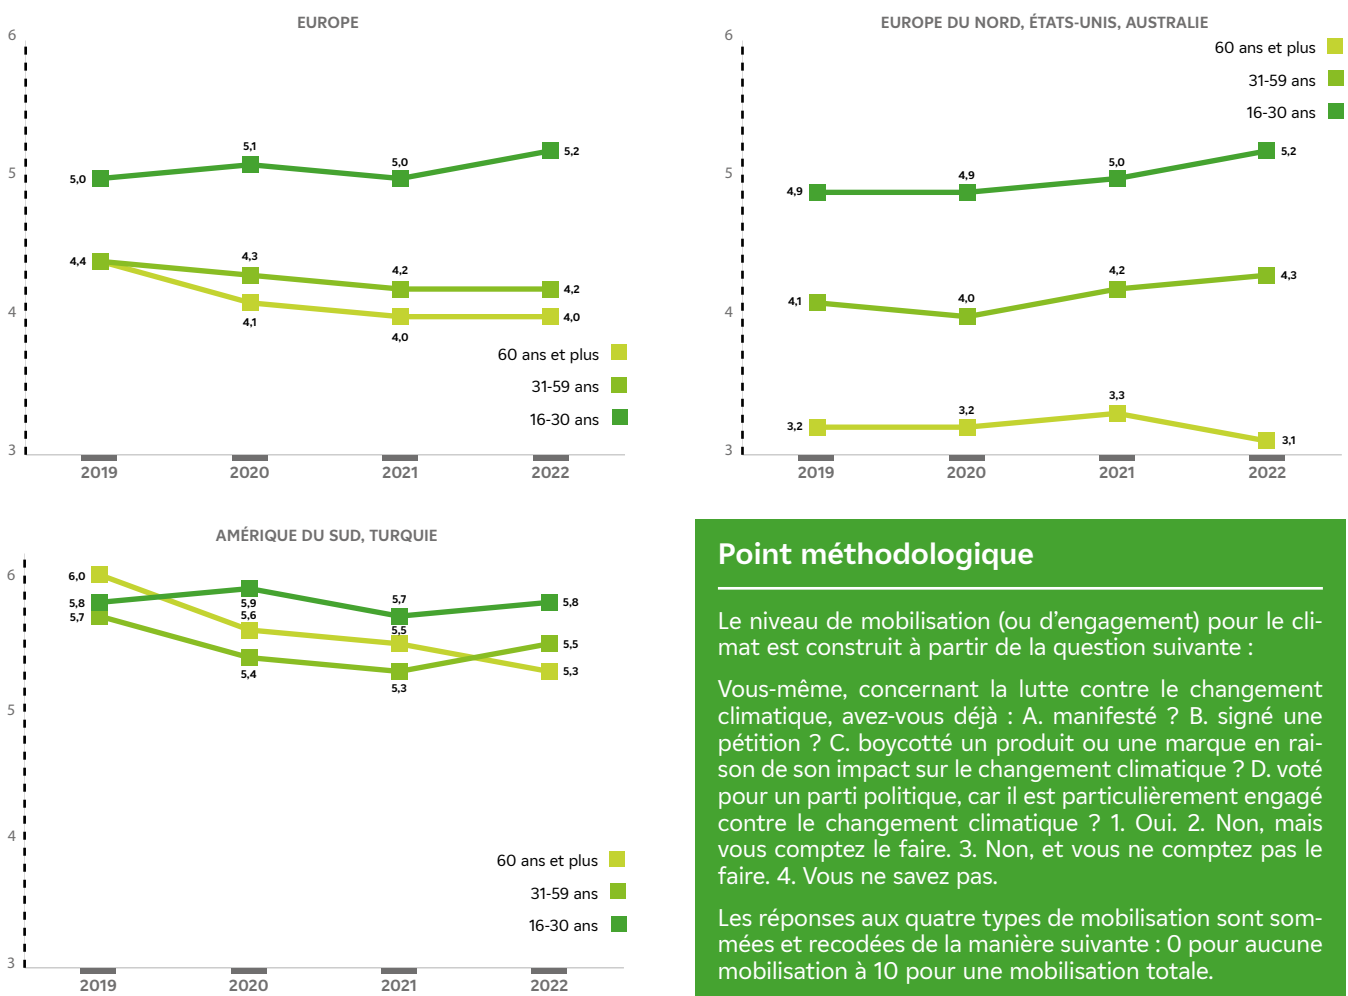 EUROPE
6
5
4
3
5,0
5,1
5,0
5,2
4,4
4,3
4,2
4,2
4,1
4,0
4,0
60 ans et plus
31-59 ans
16-30 ans
2019 2020 2021 2022
EUROPE DU NORD, ÉTATS-UNIS, AUSTRALIE
6
5
4
3
60 ans et plus
31-59 ans
16-30 ans
4,9
4,9
5,0
5,2
4,1
4,0
4,2
4,3
3,2
3,2
3,3
3,1
2019 2020 2021 2022
AMÉRIQUE DU SUD, TURQUIE
6
5
4
3
6,0
5,8
5,7
5,9
5,6
5,4
5,7
5,5
5,3
5,8
5,5
5,3
60 ans et plus
31-59 ans
16-30 ans
2019 2020 2021 2022
Point méthodologique
Le niveau de mobilisation (ou d'engagement) pour le cli-
mat est construit à partir de la question suivante :
Vous-même, concernant la lutte contre le changement
climatique, avez-vous déjà : A. manifesté ? B. signé une
pétition ? C. boycotté un produit ou une marque en rai-
son de son impact sur le changement climatique ? D. voté
pour un parti politique, car il est particulièrement engagé
contre le changement climatique ? 1. Oui. 2. Non, mais
vous comptez le faire. 3. Non, et vous ne comptez pas le
faire. 4. Vous ne savez pas.
Les réponses aux quatre types de mobilisation sont som-
mées et recodées de la manière suivante : 0 pour aucune
mobilisation à 10 pour une mobilisation totale.